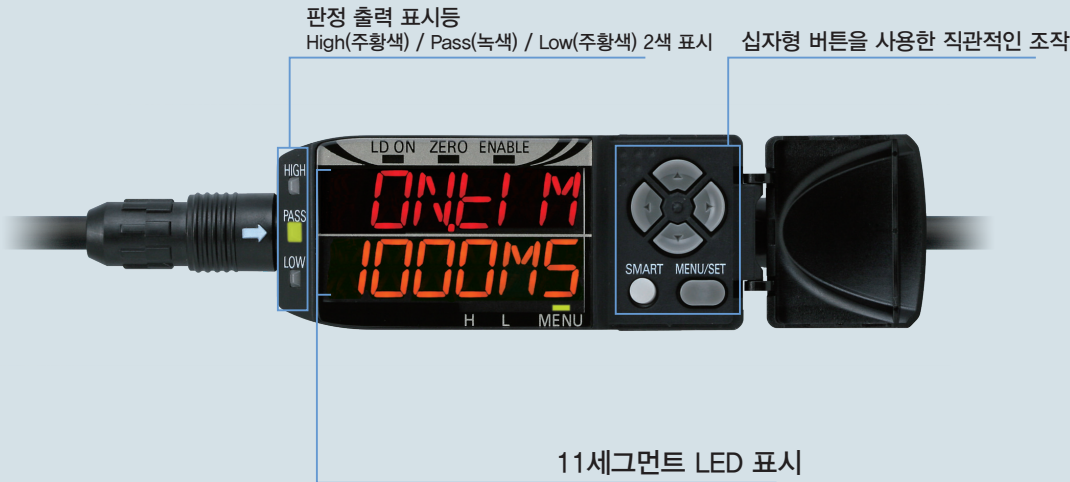 판정 출력 표시등
High(주황색) / Pass(녹색) / Low(주황색) 2색 표시
십자형 버튼을 사용한 직관적인 조작
LD ON ZERO ENABLE
HIGH
PASS
LOW
ON.tIM
1000MS
H L MENU
SMART MENU/SET
11세그먼트 LED 표시